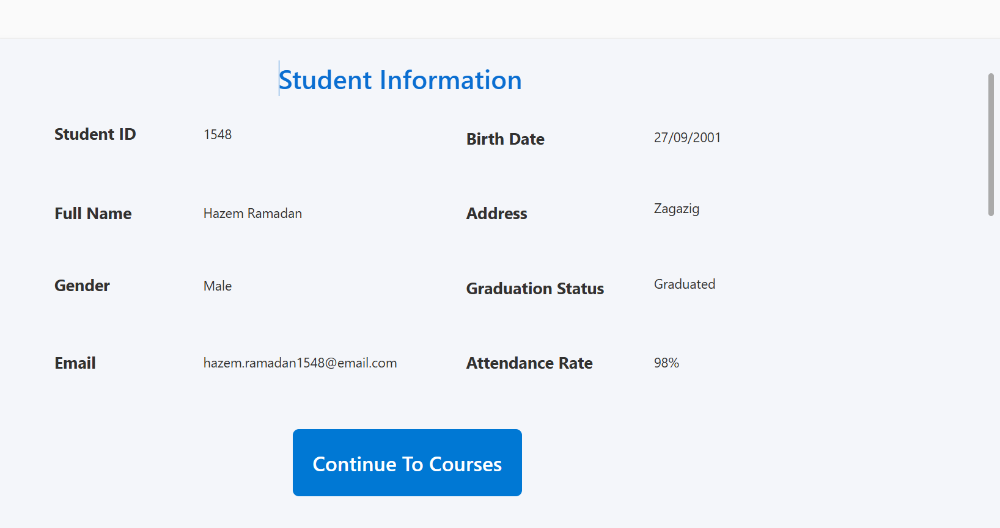 Student Information
Student ID 1548 Birth Date 27/09/2001
Full Name Hazem Ramadan Address Zagazig
Gender Male Graduation Status Graduated
Email hazem.ramadan1548@email.com Attendance Rate 98%
Continue To Courses